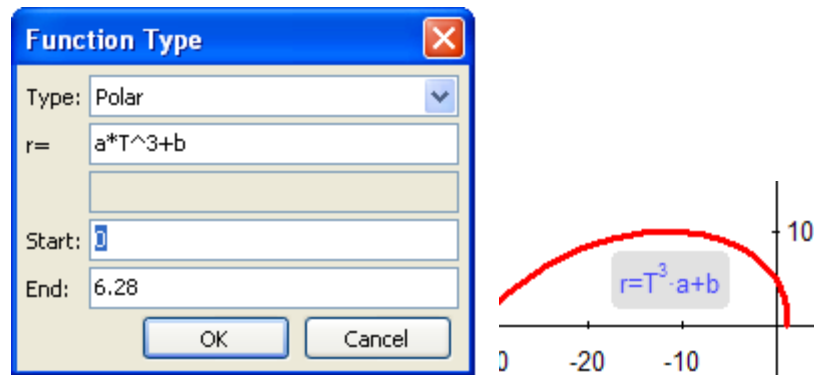 Function Type
Type: Polar
r= a*T^3+b
Start: 0
End: 6.28
OK Cancel
10
r=T³·a+b
0 -20 -10